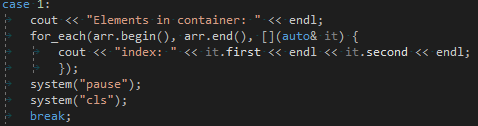 case 1:
cout << "Elements in container: " << endl;
for_each(arr.begin(), arr.end(), [](auto& it) {
cout << "index: " << it.first << endl << it.second << endl;
});
system("pause");
system("cls");
break;